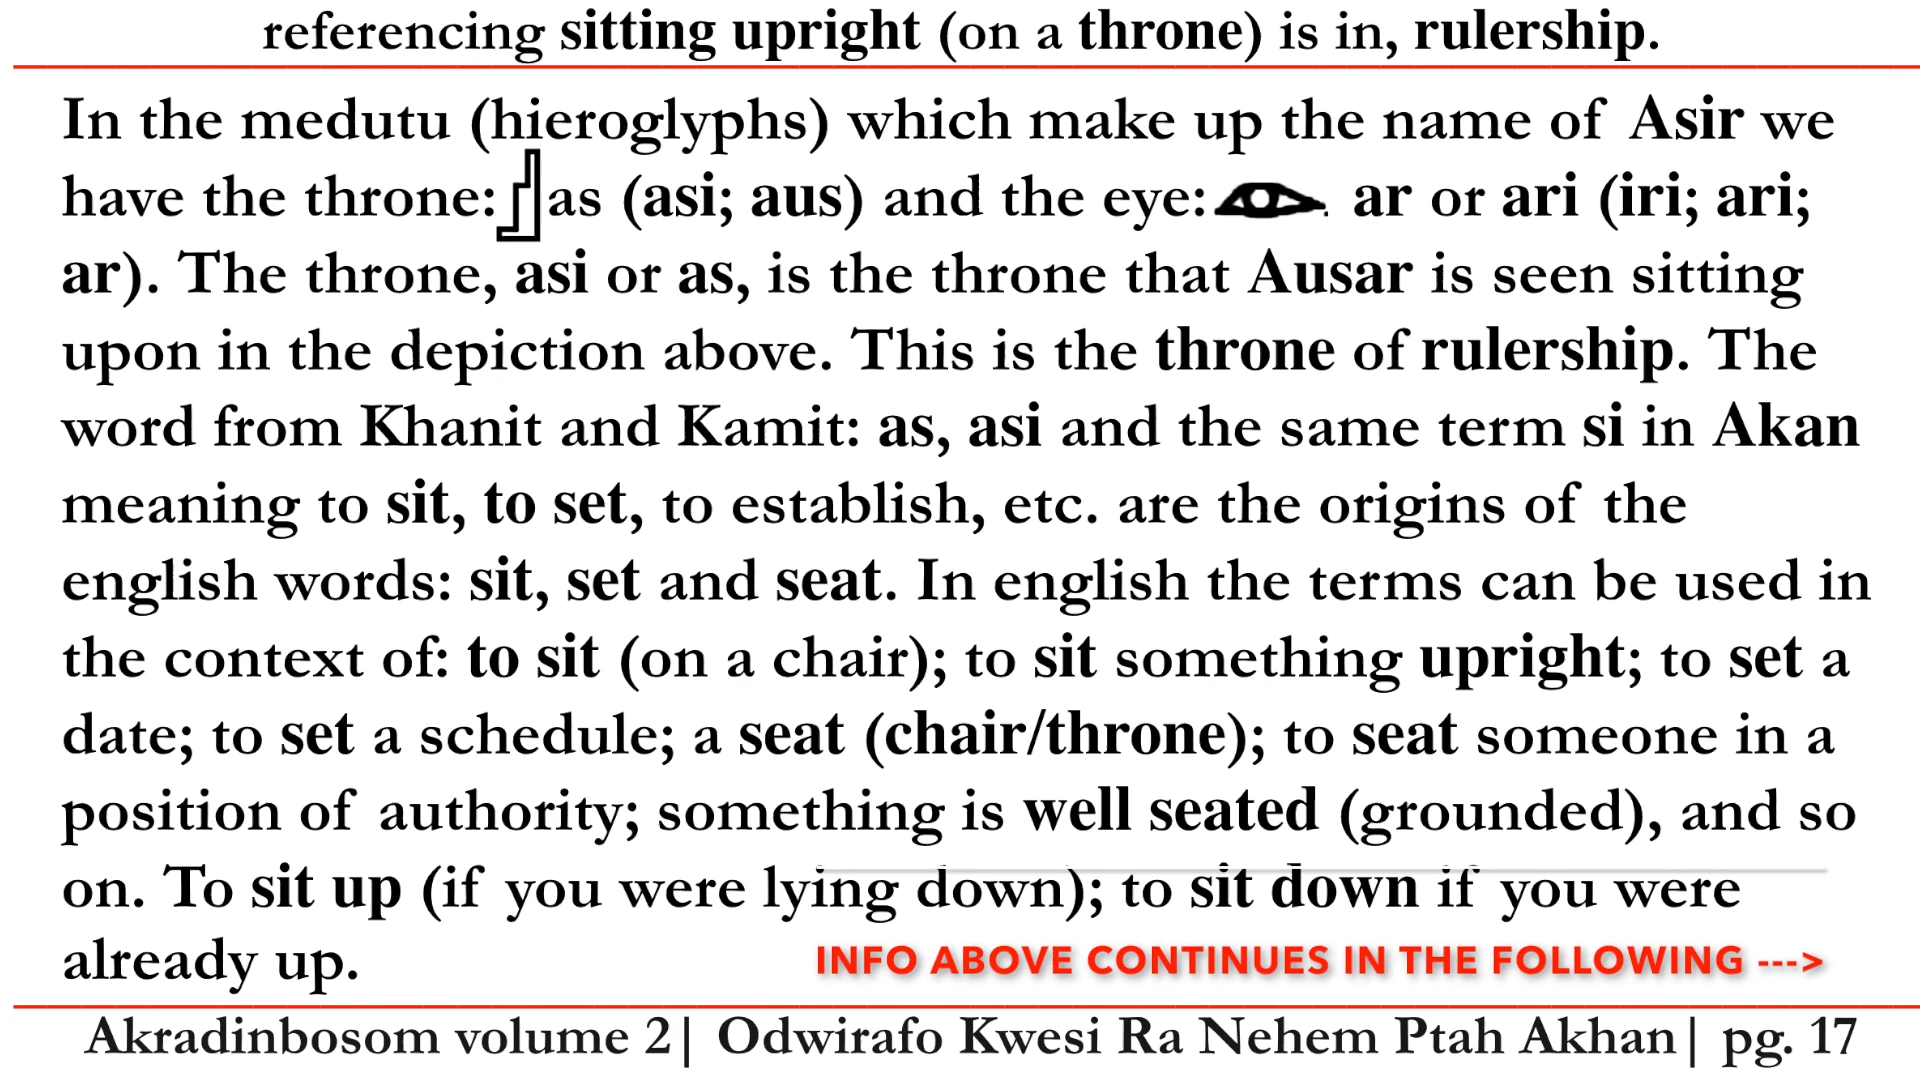 referencing sitting upright (on a throne) is in, rulership.
In the medutu (hieroglyphs) which make up the name of Asir we
have the throne: as (asi; aus) and the eye: ar or ari (iri; ari;
ar). The throne, asi or as, is the throne that Ausar is seen sitting
upon in the depiction above. This is the throne of rulership. The
word from Khanit and Kamit: as, asi and the same term si in Akan
meaning to sit, to set, to establish, etc. are the origins of the
english words: sit, set and seat. In english the terms can be used in
the context of: to sit (on a chair); to sit something upright; to set a
date; to set a schedule; a seat (chair/throne); to seat someone in a
position of authority; something is well seated (grounded), and so
on. To sit up (if you were lying down); to sit down if you were
already up.
INFO ABOVE CONTINUES IN THE FOLLOWING --->
Akradinbosom volume 2| Odwirafo Kwesi Ra Nehem Ptah Akhan| pg. 17